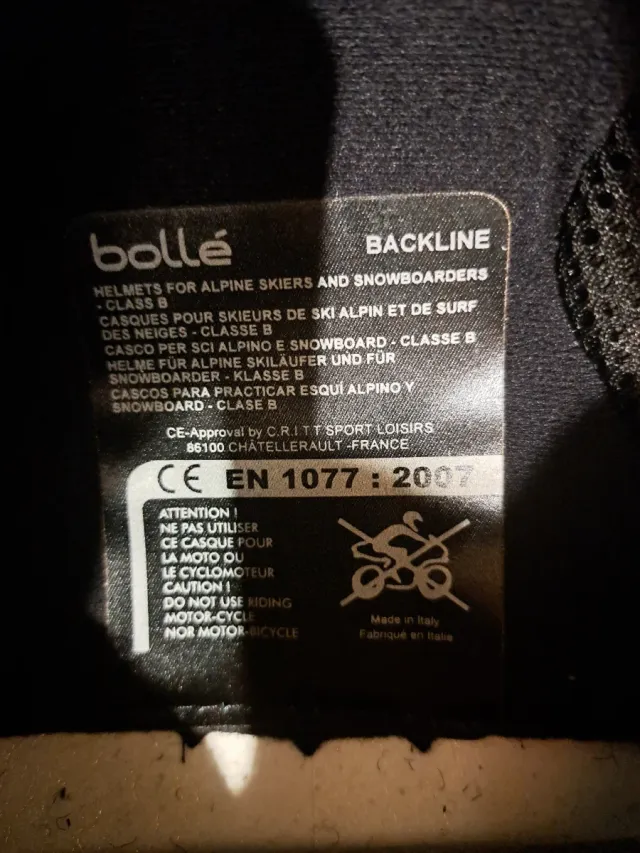 bollé
BACKLINE
HELMETS FOR ALPINE SKIERS AND SNOWBOARDERS
- CLASS B
CASQUES POUR SKIEURS DE SKI ALPIN ET DE SURF
DES NEIGES - CLASSE B
CASCO PER SCI ALPINO E SNOWBOARD - CLASSE B
HELME FÜR ALPINE SKILÄUFER UND FÜR
SNOWBOARDER - KLASSE B
CASCOS PARA PRACTICAR ESQUÍ ALPINO Y
SNOWBOARD - CLASE B
CE-Approval by C.R.I T T SPORT LOISIRS
86100 CHÂTELLERAULT -FRANCE
CE EN 1077 : 2007
ATTENTION !
NE PAS UTILISER
CE CASQUE POUR
LA MOTO OU
LE CYCLOMOTEUR
CAUTION !
DO NOT USE RIDING
MOTOR-CYCLE
NOR MOTOR-BICYCLE
Made in Italy
Fabriqué en Italie